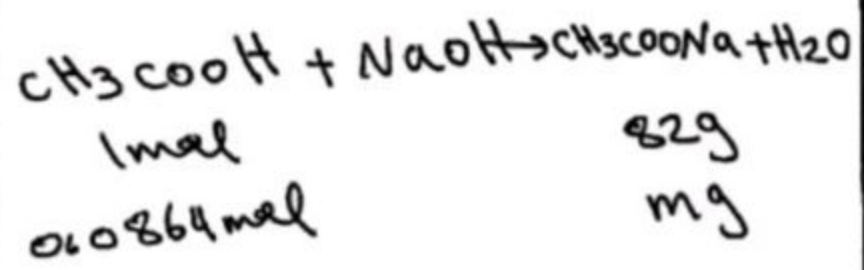 CH3COOH + NaOH→CH3COONa+H2O
1mol 82g
0,0864mol mg